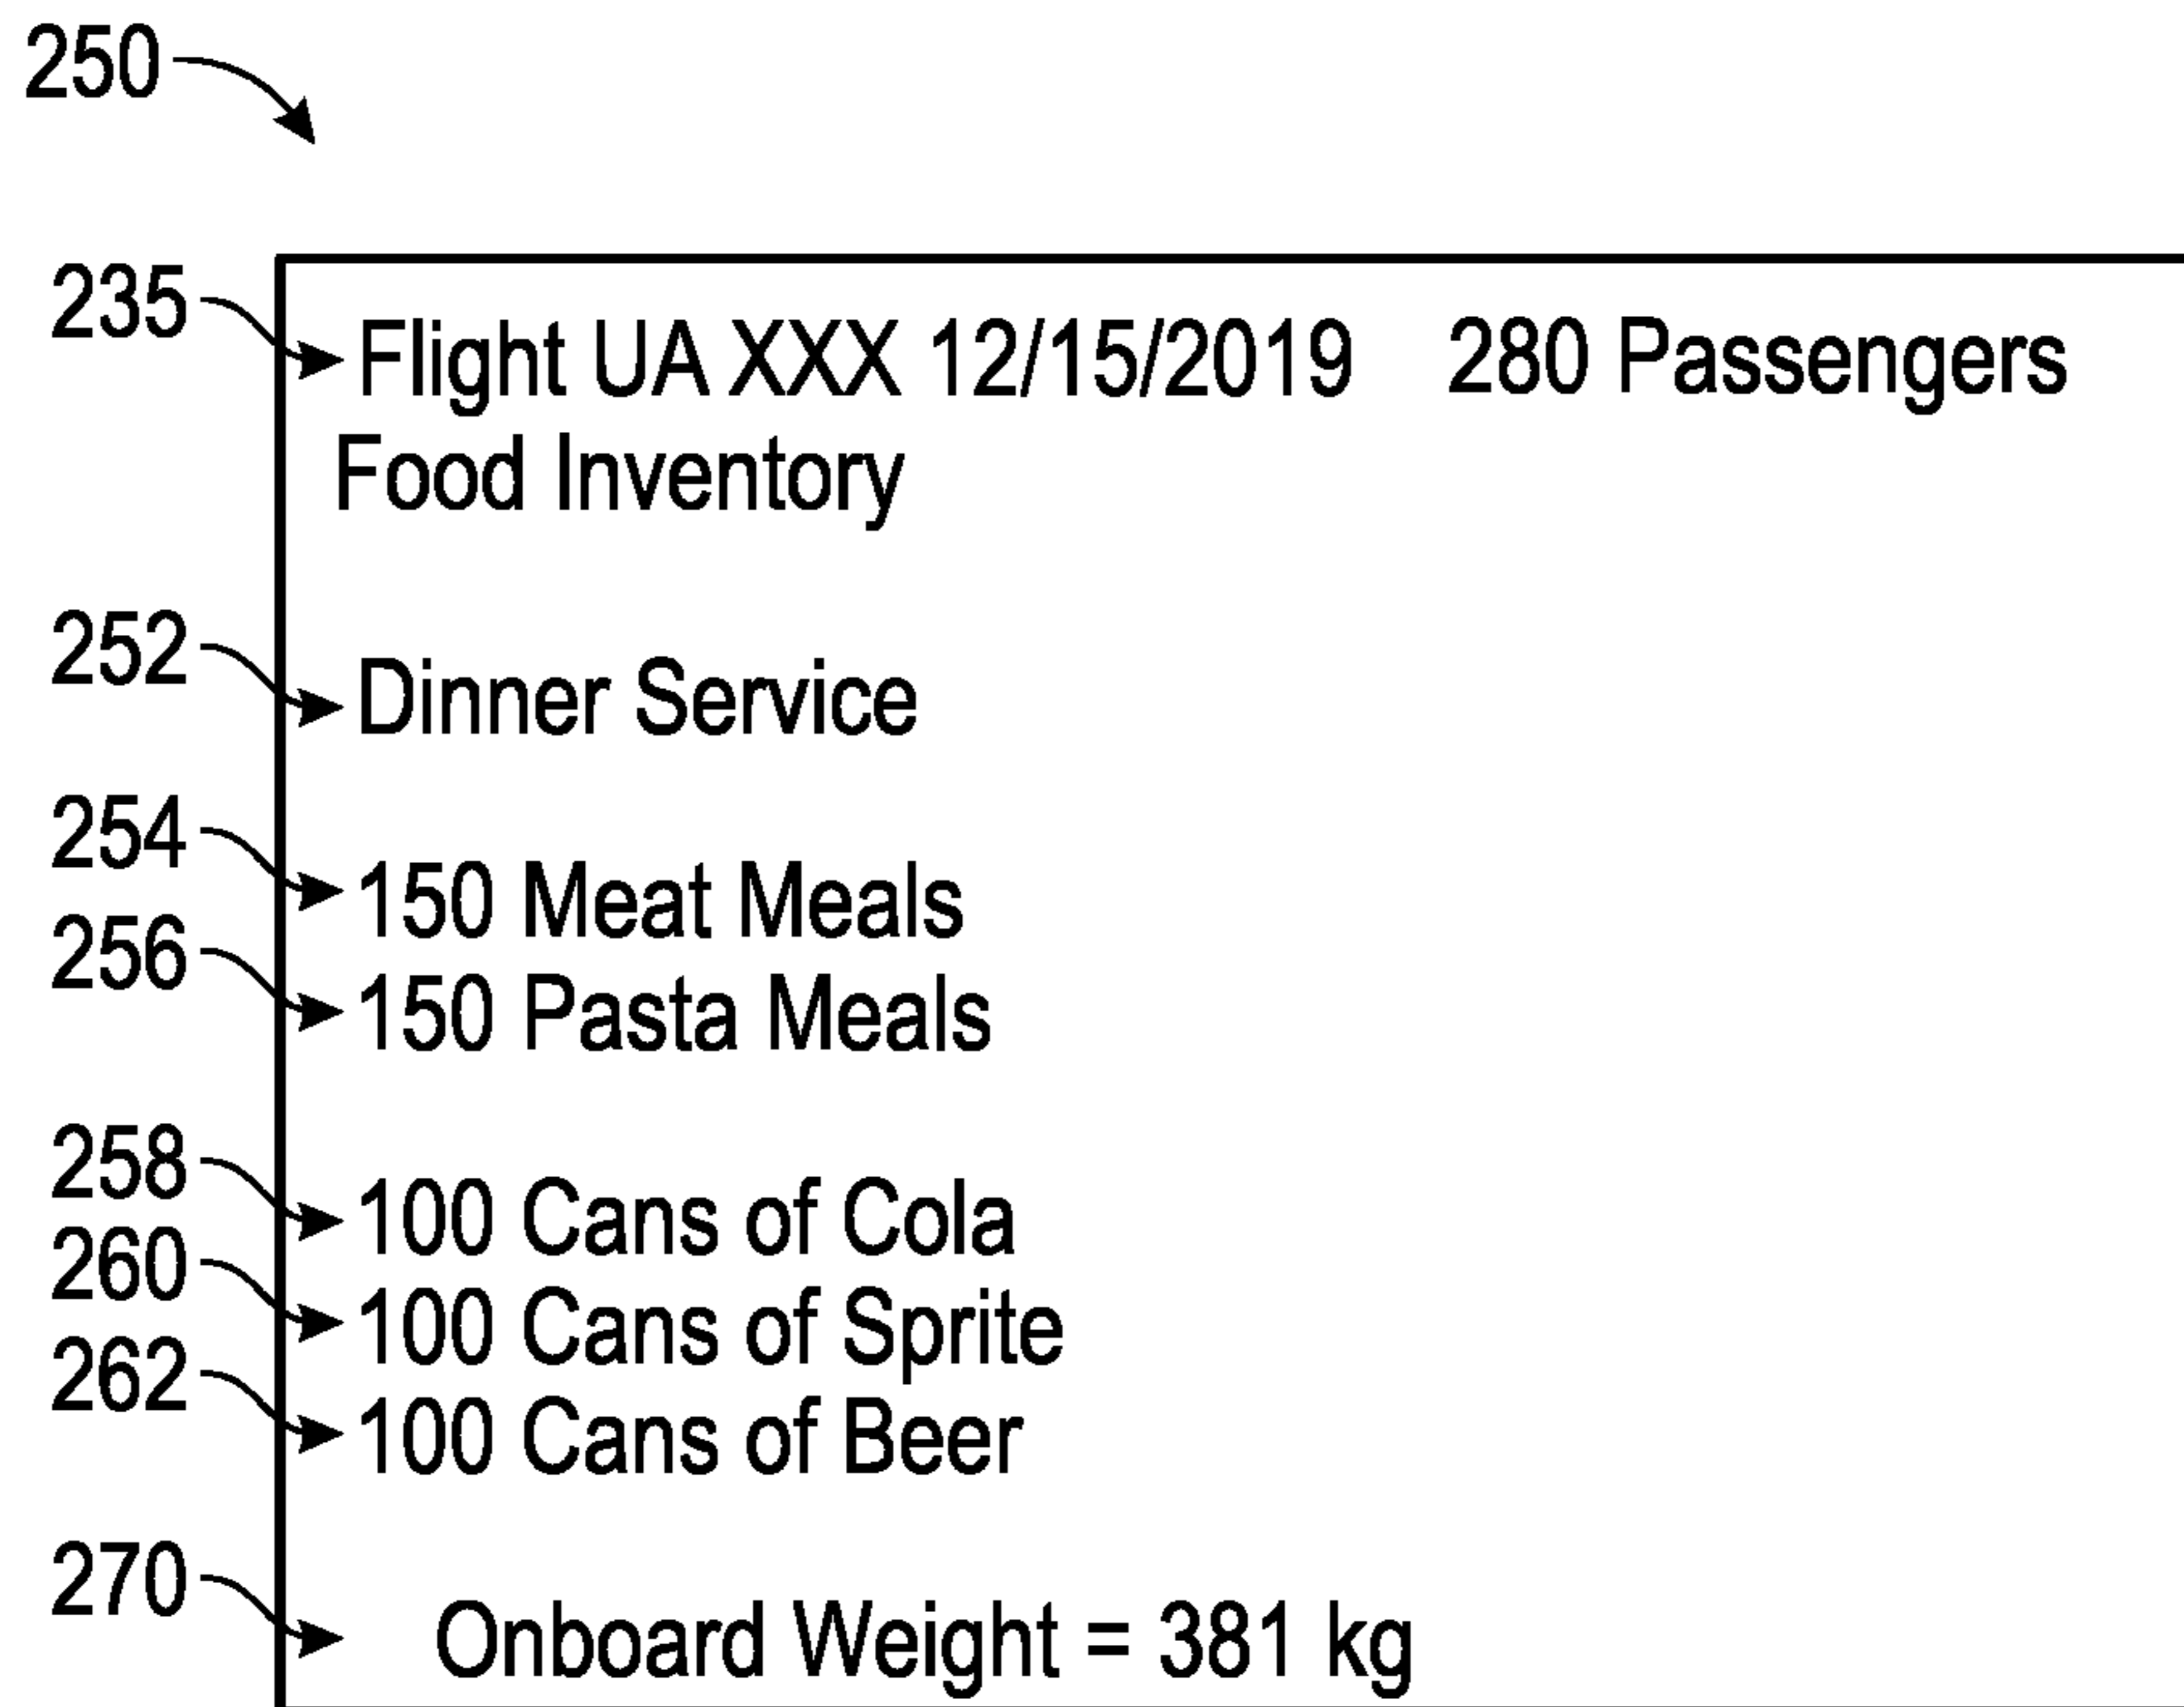 250
235 Flight UA XXX 12/15/2019 280 Passengers
Food Inventory
252 Dinner Service
254 150 Meat Meals
256 150 Pasta Meals
258 100 Cans of Cola
260 100 Cans of Sprite
262 100 Cans of Beer
270 Onboard Weight = 381 kg